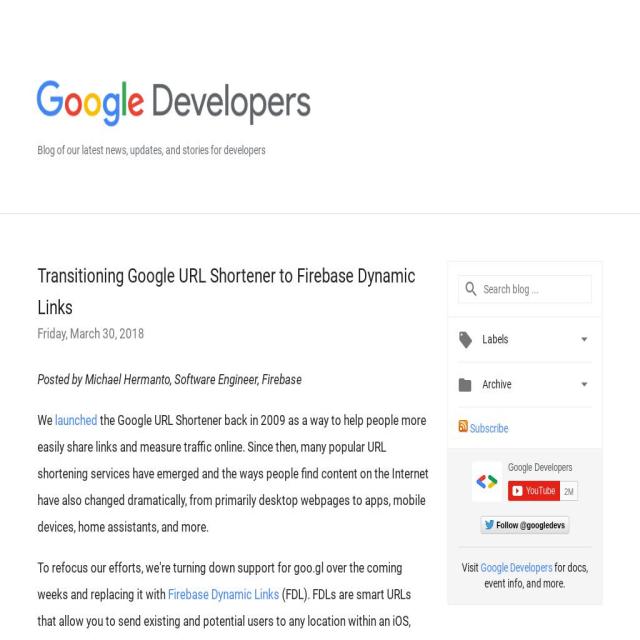 Google Developers
Blog of our latest news, updates, and stories for developers
Transitioning Google URL Shortener to Firebase Dynamic
Links
Friday, March 30, 2018
Posted by Michael Hermanto, Software Engineer, Firebase
We launched the Google URL Shortener back in 2009 as a way to help people more
easily share links and measure traffic online. Since then, many popular URL
shortening services have emerged and the ways people find content on the Internet
have also changed dramatically, from primarily desktop webpages to apps, mobile
devices, home assistants, and more.
To refocus our efforts, we're turning down support for goo.gl over the coming
weeks and replacing it with Firebase Dynamic Links (FDL). FDLs are smart URLs
that allow you to send existing and potential users to any location within an iOS,
Search blog ...
Labels
Archive
Subscribe
Google Developers
YouTube 2M
Follow @googledevs
Visit Google Developers for docs,
event info, and more.